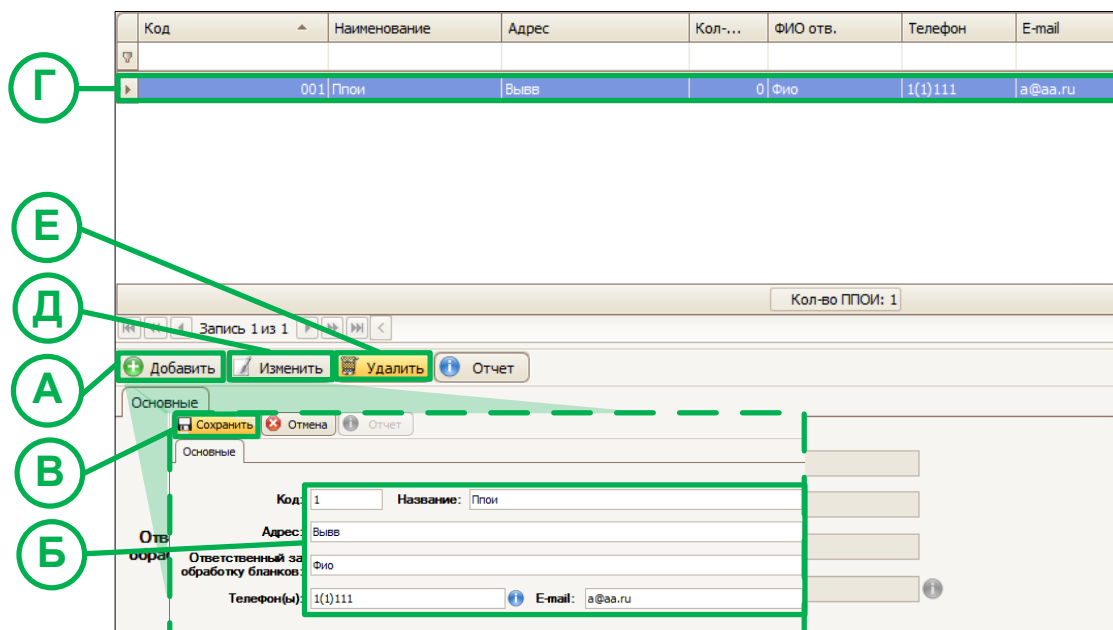 Код Наименование Адрес Кол-... ФИО отв. Телефон E-mail
Г
001 Ппои Вывв 0 Фио 1(1)111 a@aa.ru
Е
Кол-во ППОИ: 1
Д
Запись 1 из 1
Добавить Изменить Удалить Отчет
А
Основные
Сохранить Отмена Отчет
Основные
В
Код: 1 Название: Ппои
Адрес: Вывв
Отв
Б
обра
Ответственный за
обработку бланков: Фио
Телефон(ы): 1(1)111 E-mail: a@aa.ru